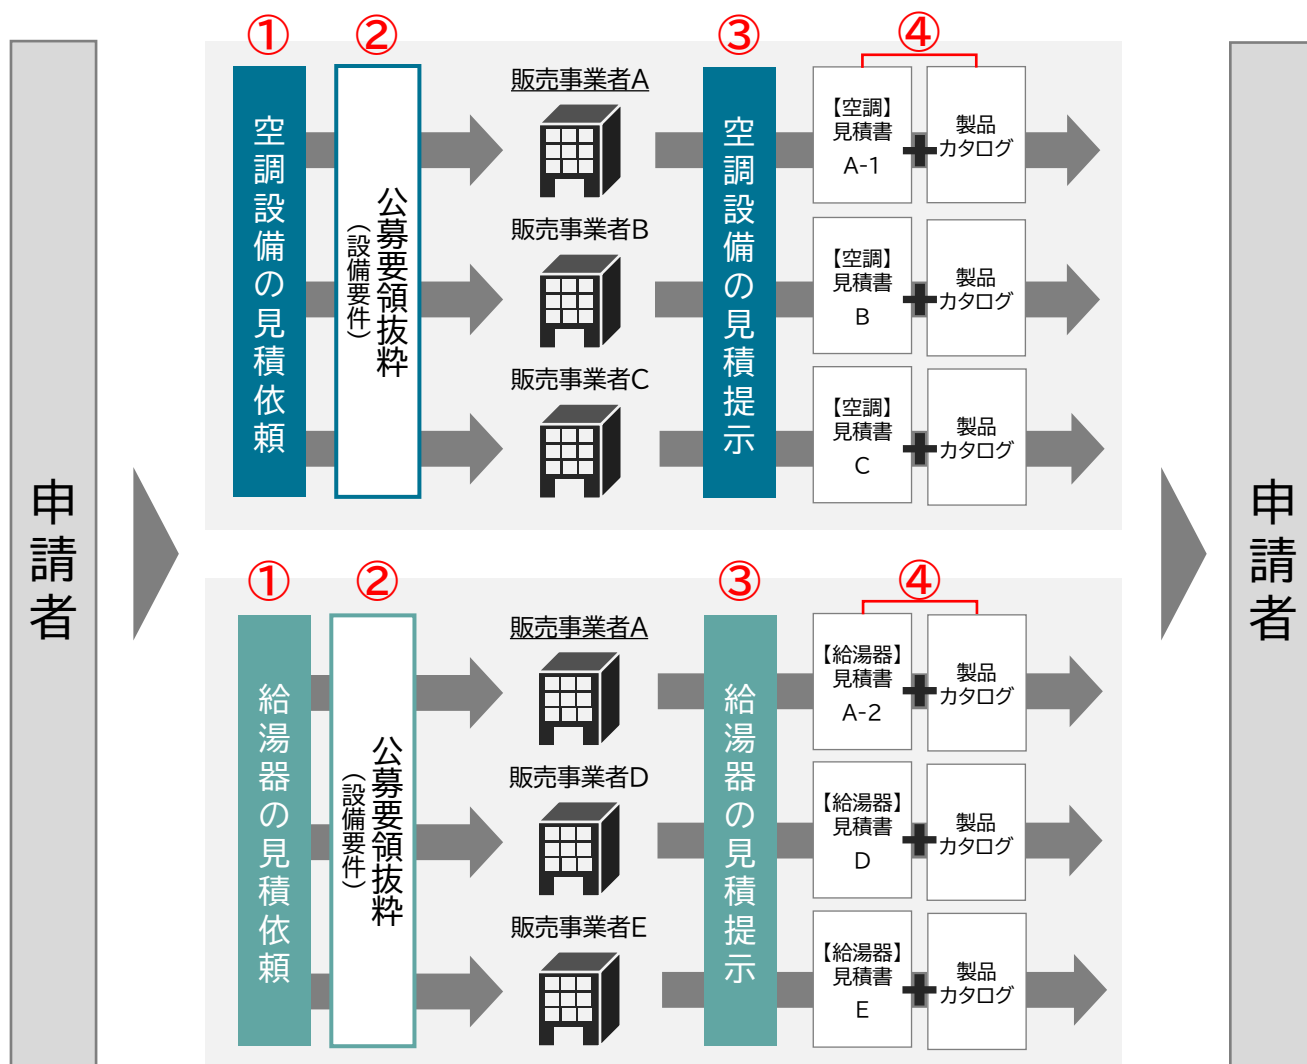 申請者
①
空調設備の見積依頼
②
公募要領抜粋
（設備要件）
販売事業者A
販売事業者B
販売事業者C
③
空調設備の見積提示
④
【空調】
見積書
A-1
製品
カタログ
【空調】
見積書
B
製品
カタログ
【空調】
見積書
C
製品
カタログ
①
給湯器の見積依頼
②
公募要領抜粋
（設備要件）
販売事業者A
販売事業者D
販売事業者E
③
給湯器の見積提示
④
【給湯器】
見積書
A-2
製品
カタログ
【給湯器】
見積書
D
製品
カタログ
【給湯器】
見積書
E
製品
カタログ
申請者